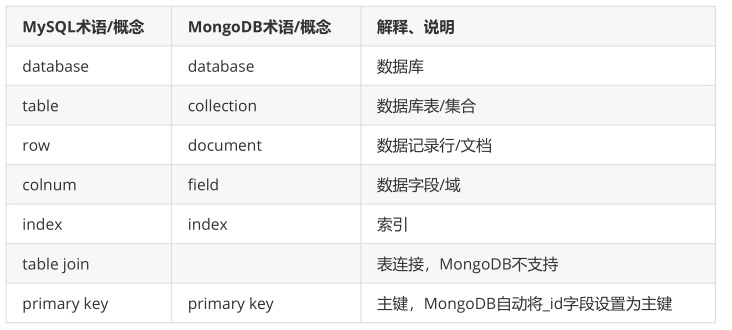 MySQL术语/概念 MongoDB术语/概念 解释、说明
database database 数据库
table collection 数据库表/集合
row document 数据记录行/文档
colnum field 数据字段/域
index index 索引
table join 表连接，MongoDB不支持
primary key primary key 主键，MongoDB自动将_id字段设置为主键